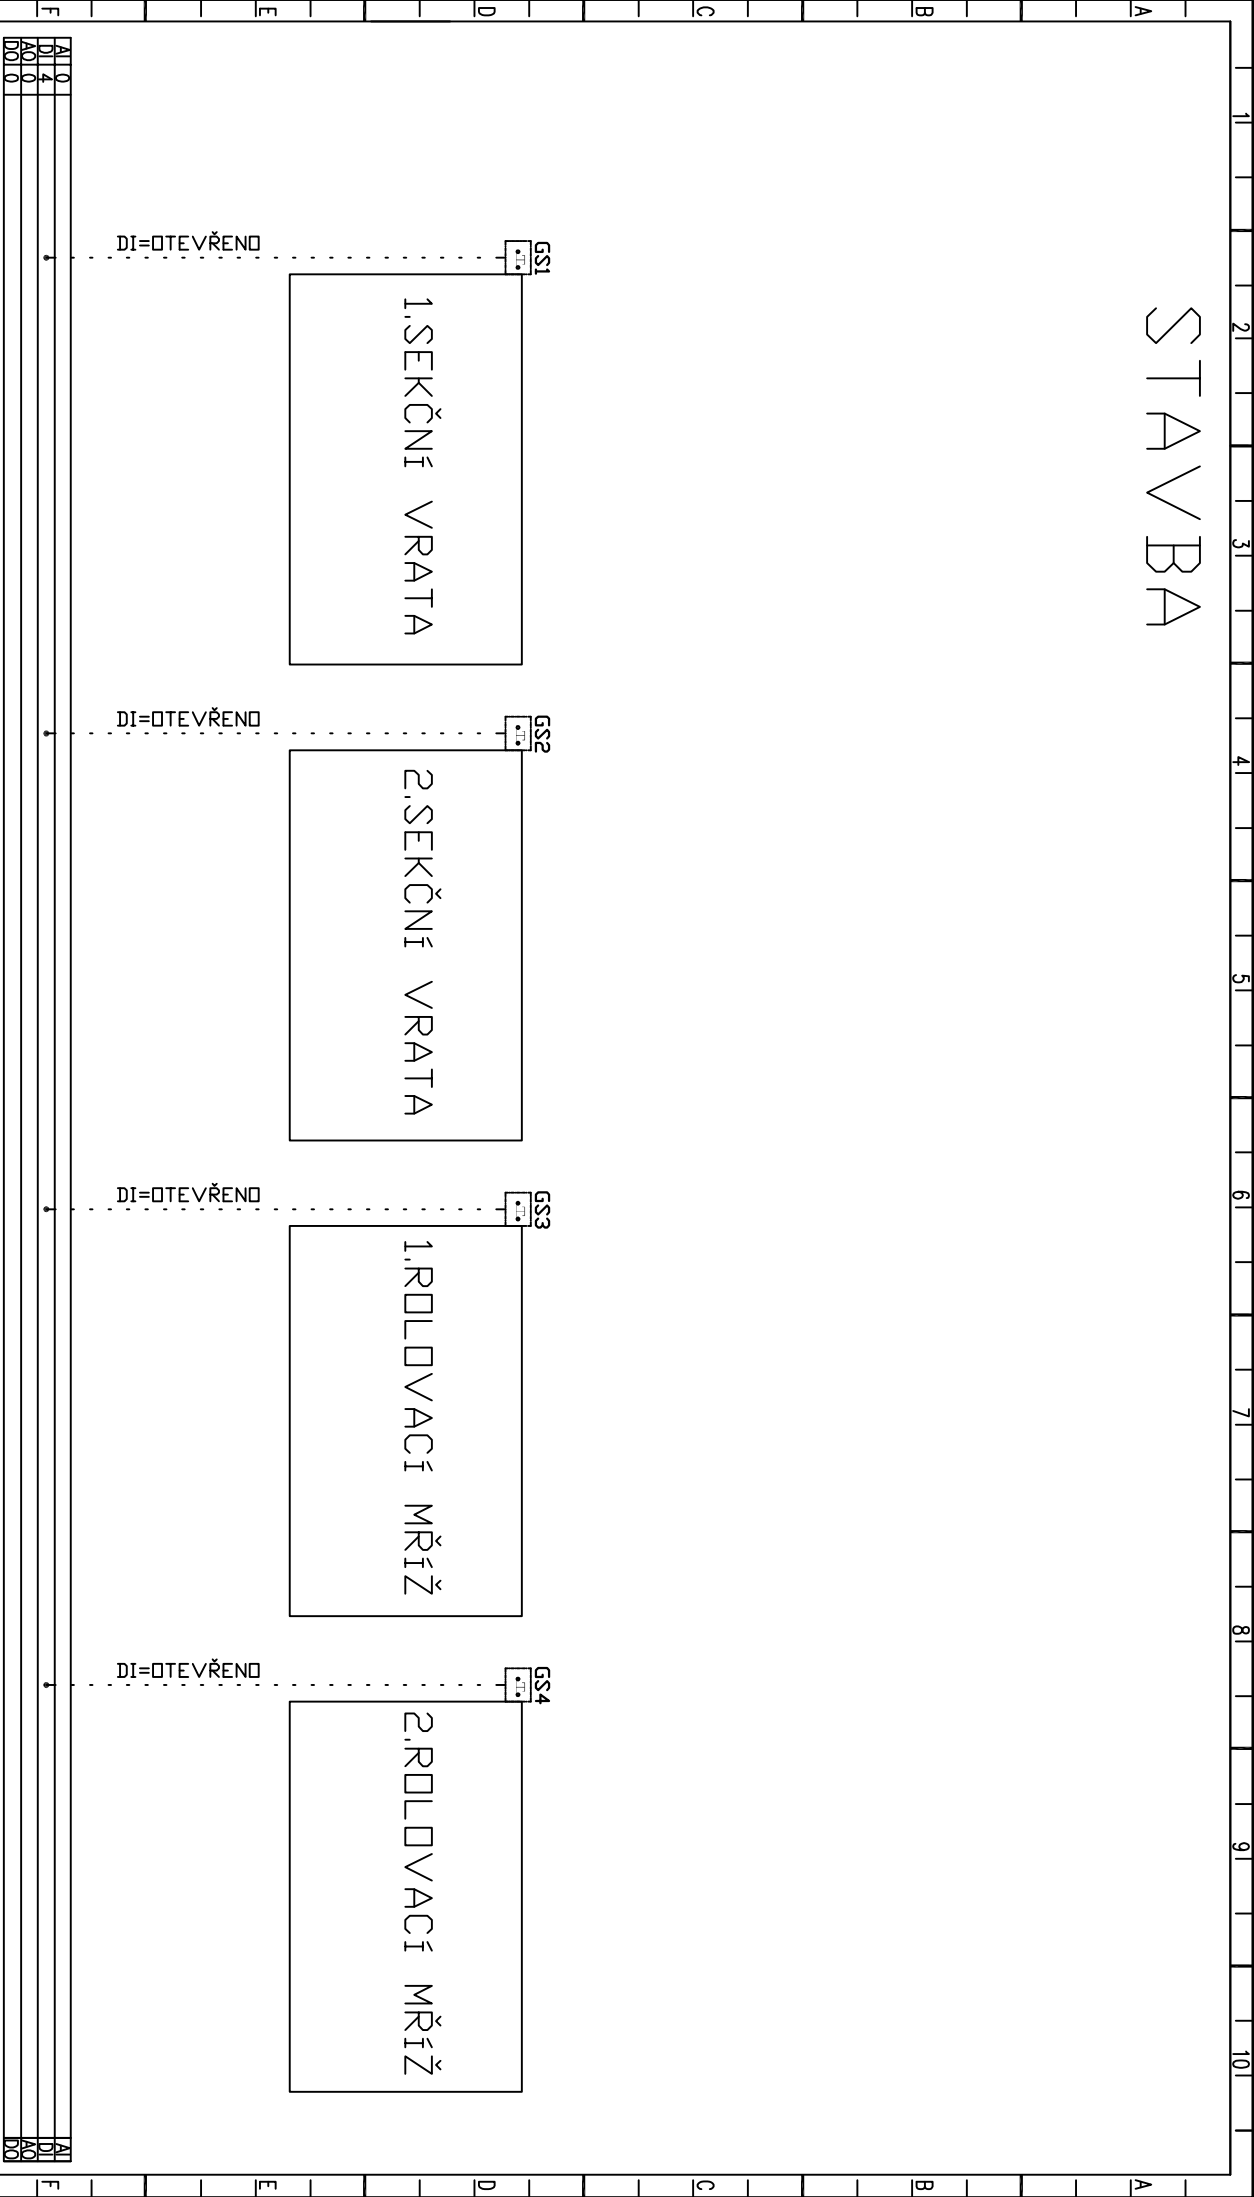 1 2 3 4 5 6 7 8 9 10
A A
STAVBA
B B
C C
D D
GS1 GS2 GS3 GS4
1.SEKČNÍ VRATA
2.SEKČNÍ VRATA
1.ROLOVACÍ MŘÍŽ
2.ROLOVACÍ MŘÍŽ
E E
DI=OTEVŘENO DI=OTEVŘENO DI=OTEVŘENO DI=OTEVŘENO
F F
AI 0 AI
DI 4 DI
AO 0 AO
DO 0 DO